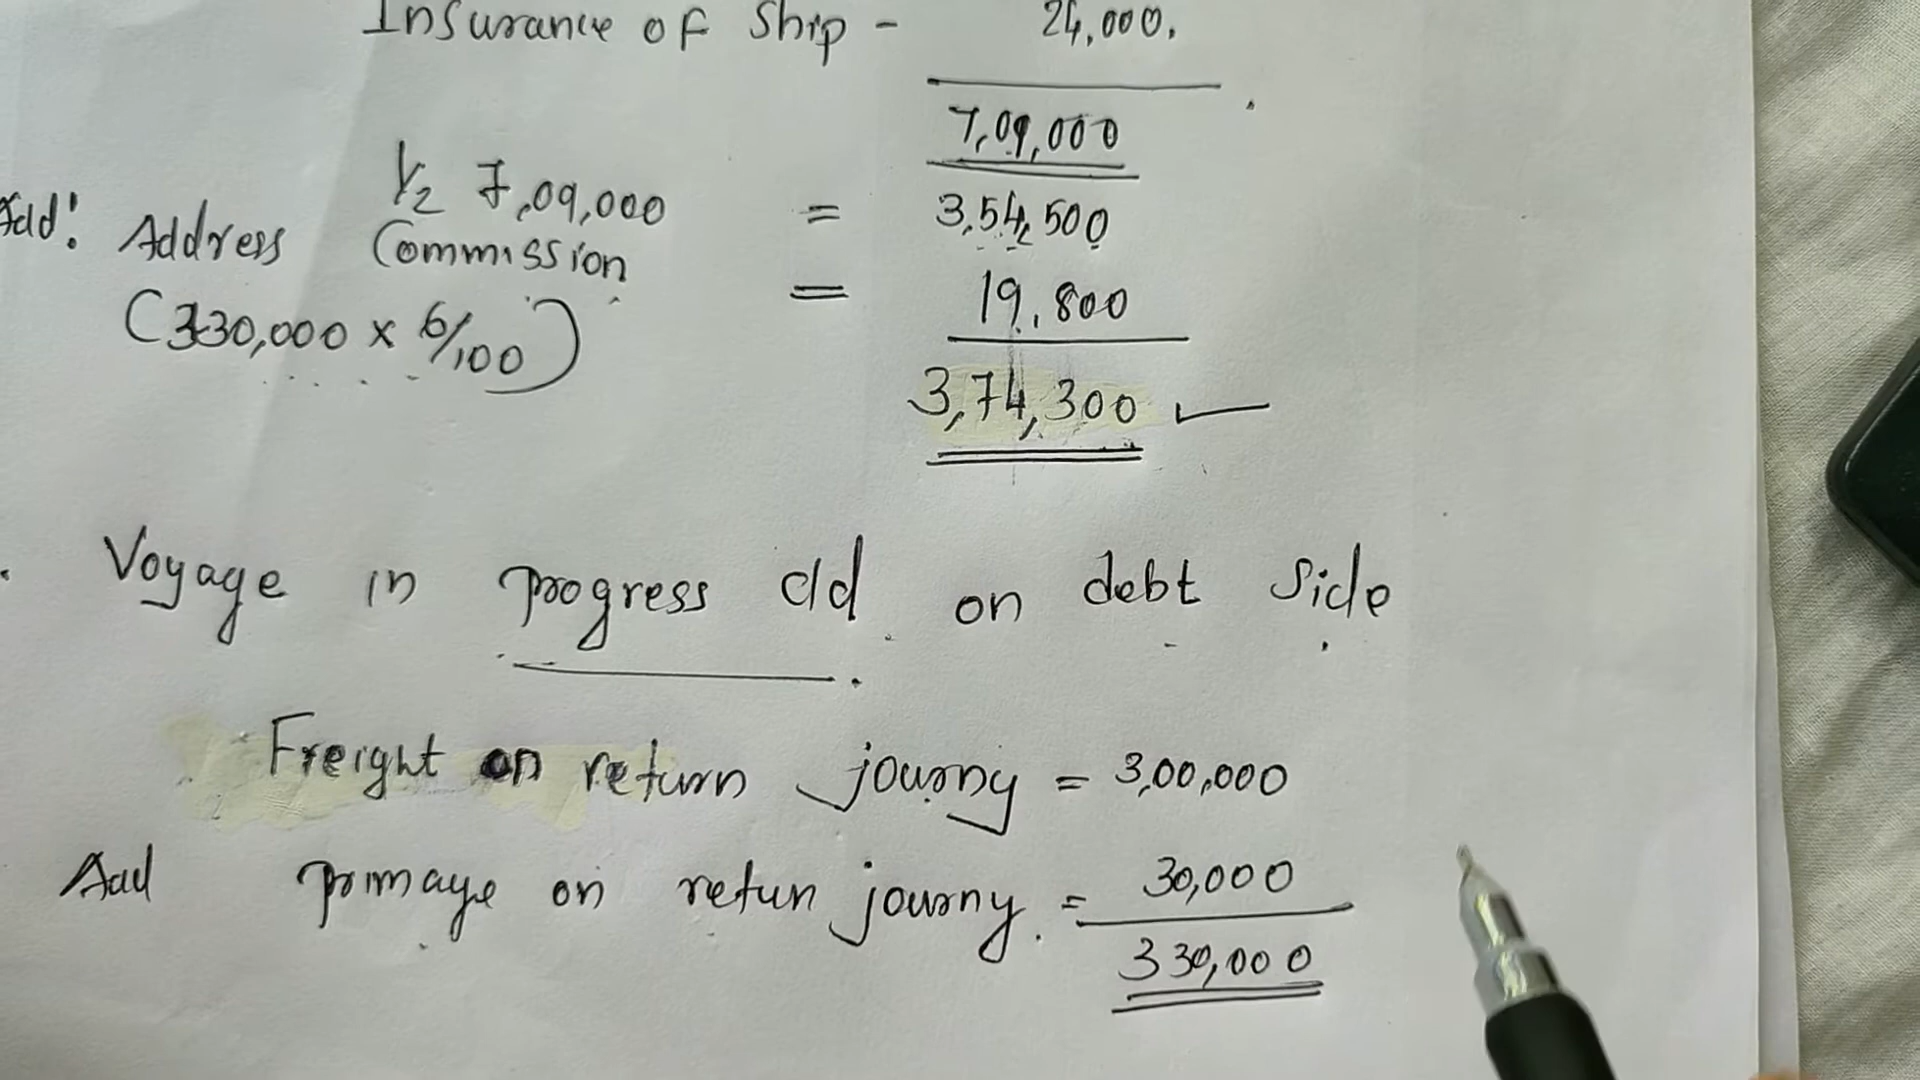 Insurance of Ship - 24,000.
7,09,000
1/2 7,09,000 = 3,54,500
Add: Address Commission = 19,800
(330,000 x 6/100)
3,74,300 ✓
Voyage in progress c/d on debt side
Freight on return journy = 3,00,000
Add primage on retun journy. = 30,000
330,000